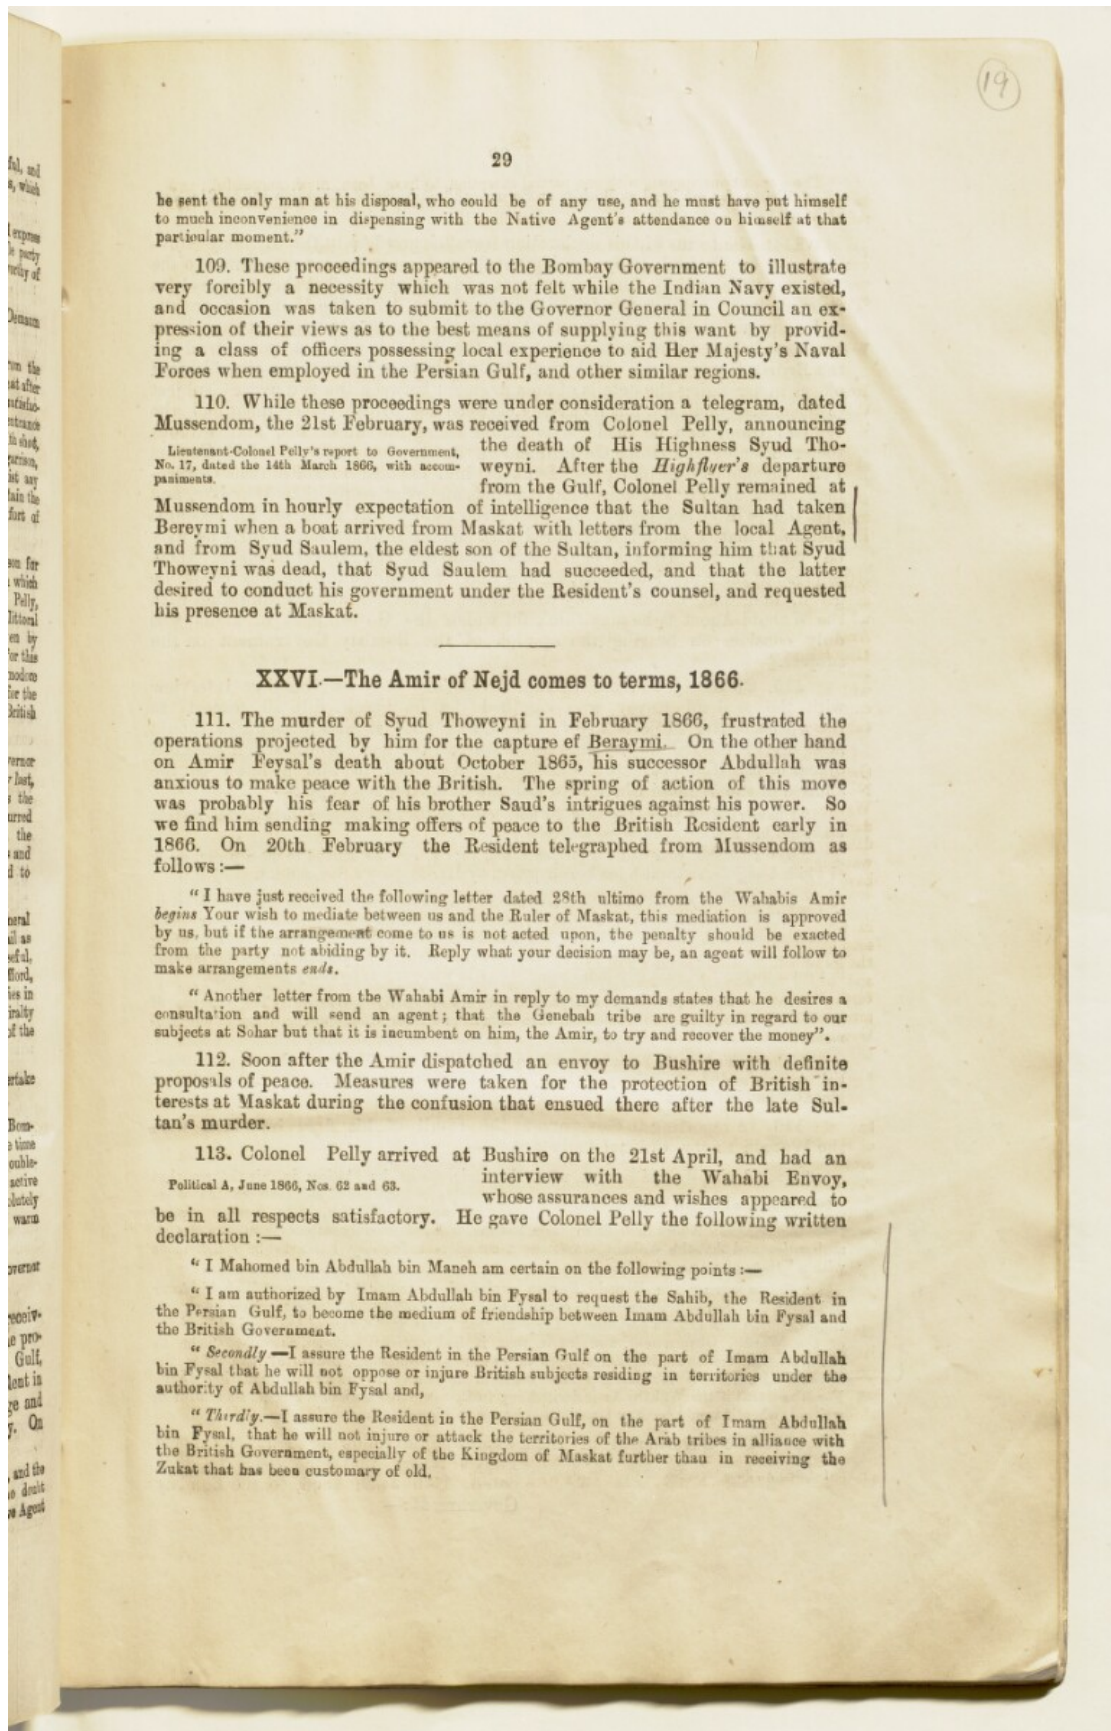 19
29
he sent the only man at his disposal, who could be of any use, and he must have put himself
to much inconvenience in dispensing with the Native Agent's attendance on himself at that
particular moment."
109. These proceedings appeared to the Bombay Government to illustrate
very forcibly a necessity which was not felt while the Indian Navy existed,
and occasion was taken to submit to the Governor General in Council an ex-
pression of their views as to the best means of supplying this want by provid-
ing a class of officers possessing local experience to aid Her Majesty's Naval
Forces when employed in the Persian Gulf, and other similar regions.
110. While these proceedings were under consideration a telegram, dated
Mussendom, the 21st February, was received from Colonel Pelly, announcing
Lieutenant-Colonel Pelly's report to Government,
No. 17, dated the 14th March 1866, with accom-
paniments.
the death of His Highness Syud Tho-
weyni. After the Highflyer's departure
from the Gulf, Colonel Pelly remained at
Mussendom in hourly expectation of intelligence that the Sultan had taken
Bereymi when a boat arrived from Maskat with letters from the local Agent,
and from Syud Saulem, the eldest son of the Sultan, informing him that Syud
Thoweyni was dead, that Syud Saulem had succeeded, and that the latter
desired to conduct his government under the Resident's counsel, and requested
his presence at Maskat.
XXVI.—The Amir of Nejd comes to terms, 1866.
111. The murder of Syud Thoweyni in February 1866, frustrated the
operations projected by him for the capture ef Beraymi. On the other hand
on Amir Feysal's death about October 1865, his successor Abdullah was
anxious to make peace with the British. The spring of action of this move
was probably his fear of his brother Saud's intrigues against his power. So
we find him sending making offers of peace to the British Resident early in
1866. On 20th February the Resident telegraphed from Mussendom as
follows:—
"I have just received the following letter dated 28th ultimo from the Wahabis Amir
begins Your wish to mediate between us and the Ruler of Maskat, this mediation is approved
by us, but if the arrangement come to us is not acted upon, the penalty should be exacted
from the party not abiding by it. Reply what your decision may be, an agent will follow to
make arrangements ends.
"Another letter from the Wahabi Amir in reply to my demands states that he desires a
consultation and will send an agent; that the Genebah tribe are guilty in regard to our
subjects at Sohar but that it is incumbent on him, the Amir, to try and recover the money".
112. Soon after the Amir dispatched an envoy to Bushire with definite
proposals of peace. Measures were taken for the protection of British in-
terests at Maskat during the confusion that ensued there after the late Sul-
tan's murder.
113. Colonel Pelly arrived at Bushire on the 21st April, and had an
Political A, June 1866, Nos. 62 and 63.
interview with the Wahabi Envoy,
whose assurances and wishes appeared to
be in all respects satisfactory. He gave Colonel Pelly the following written
declaration:—
"I Mahomed bin Abdullah bin Maneh am certain on the following points:—
"I am authorized by Imam Abdullah bin Fysal to request the Sahib, the Resident in
the Persian Gulf, to become the medium of friendship between Imam Abdullah bin Fysal and
the British Government.
"Secondly—I assure the Resident in the Persian Gulf on the part of Imam Abdullah
bin Fysal that he will not oppose or injure British subjects residing in territories under the
authority of Abdullah bin Fysal and,
"Thirdly.—I assure the Resident in the Persian Gulf, on the part of Imam Abdullah
bin Fysal, that he will not injure or attack the territories of the Arab tribes in alliance with
the British Government, especially of the Kingdom of Maskat further than in receiving the
Zukat that has been customary of old.